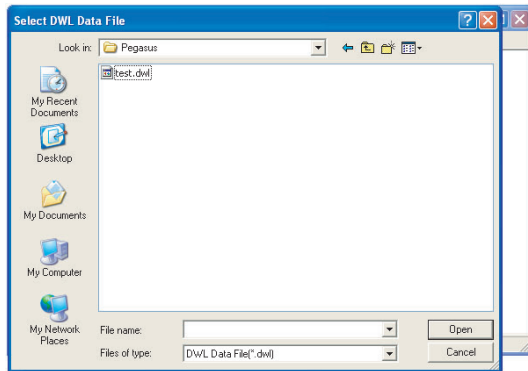 Select DWL Data File
Look in: Pegasus
test.dwl
My Recent
Documents
Desktop
My Documents
My Computer
My Network
Places
File name:
Open
Files of type: DWL Data File(*.dwl)
Cancel